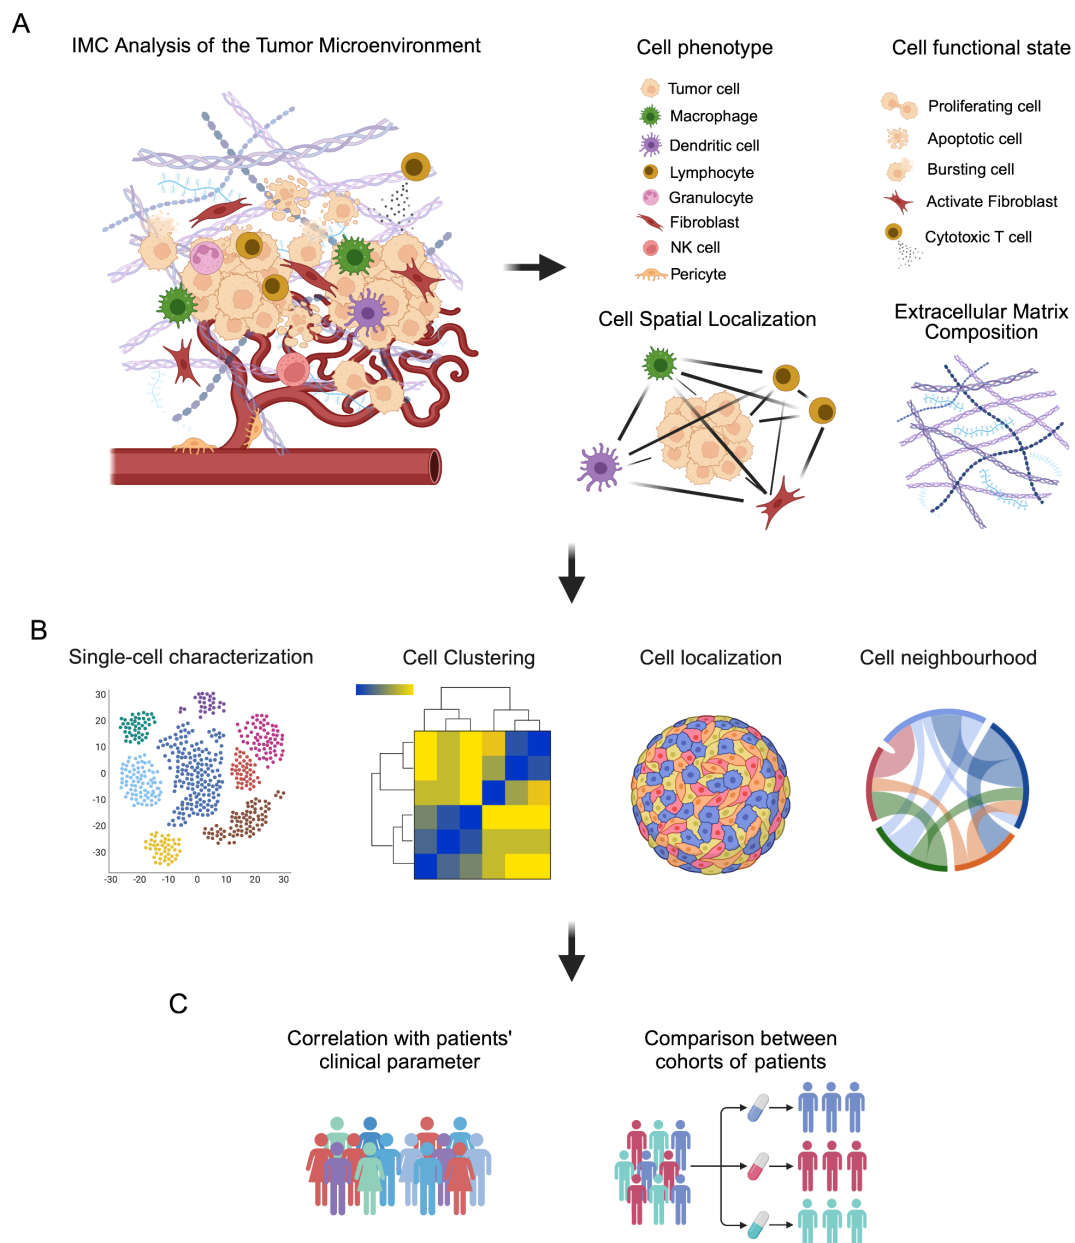 A
IMC Analysis of the Tumor Microenvironment
Cell phenotype
Tumor cell
Macrophage
Dendritic cell
Lymphocyte
Granulocyte
Fibroblast
NK cell
Pericyte
Cell functional state
Proliferating cell
Apoptotic cell
Bursting cell
Activate Fibroblast
Cytotoxic T cell
Cell Spatial Localization
Extracellular Matrix
Composition
B
Single-cell characterization
30
20
10
0
-10
-20
-30
-30 -20 -10 0 10 20 30
Cell Clustering
Cell localization
Cell neighbourhood
C
Correlation with patients'
clinical parameter
Comparison between
cohorts of patients